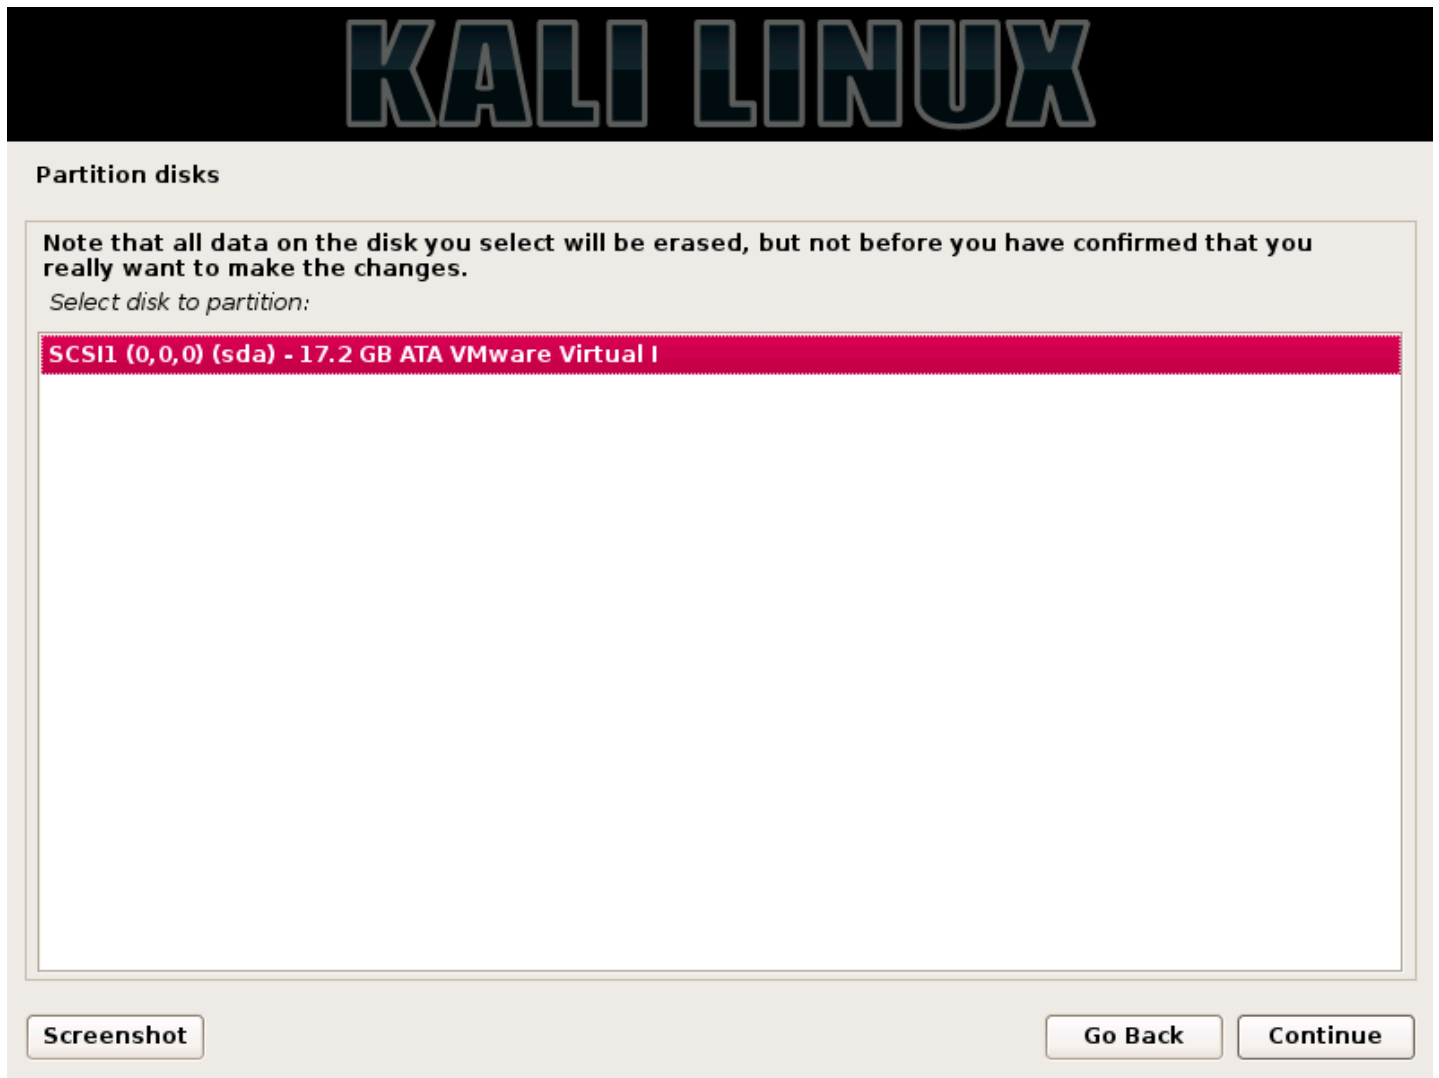 KALI LINUX
Partition disks
Note that all data on the disk you select will be erased, but not before you have confirmed that you
really want to make the changes.
Select disk to partition:
SCSI1 (0,0,0) (sda) - 17.2 GB ATA VMware Virtual I
Screenshot
Go Back
Continue